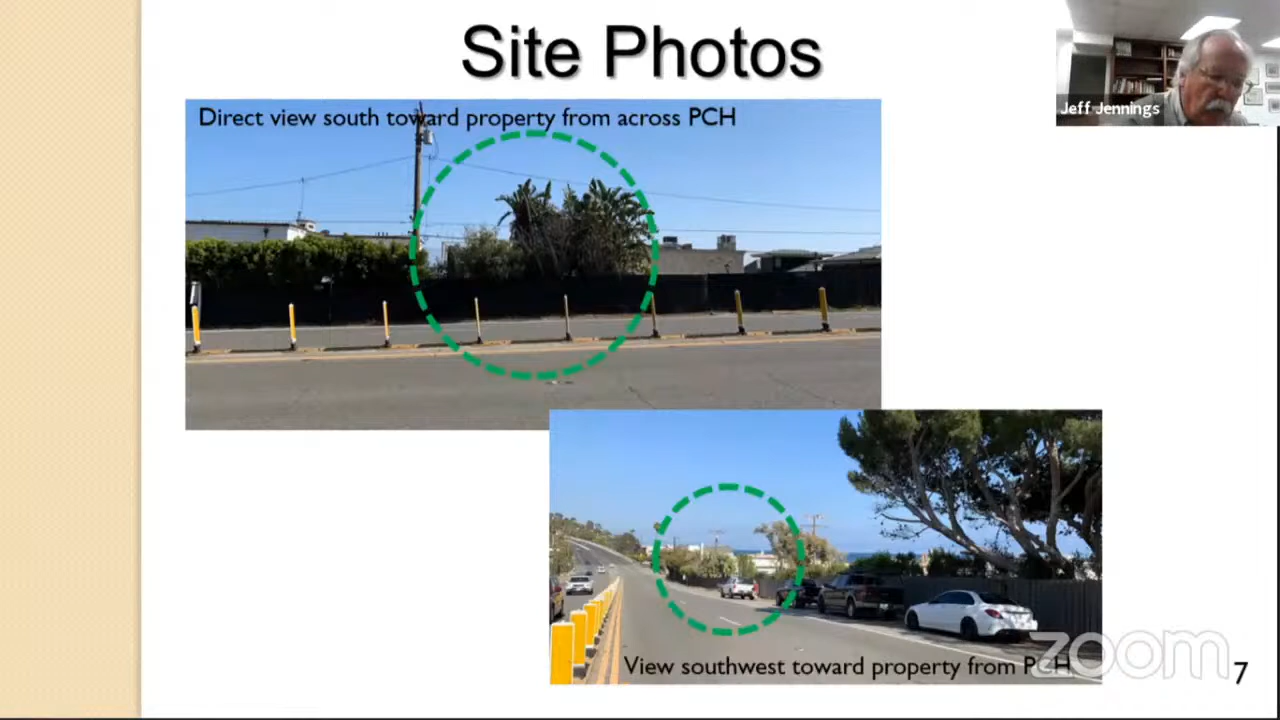 Site Photos
Jeff Jennings
Direct view south toward property from across PCH
View southwest toward property from PCH
zoom
7